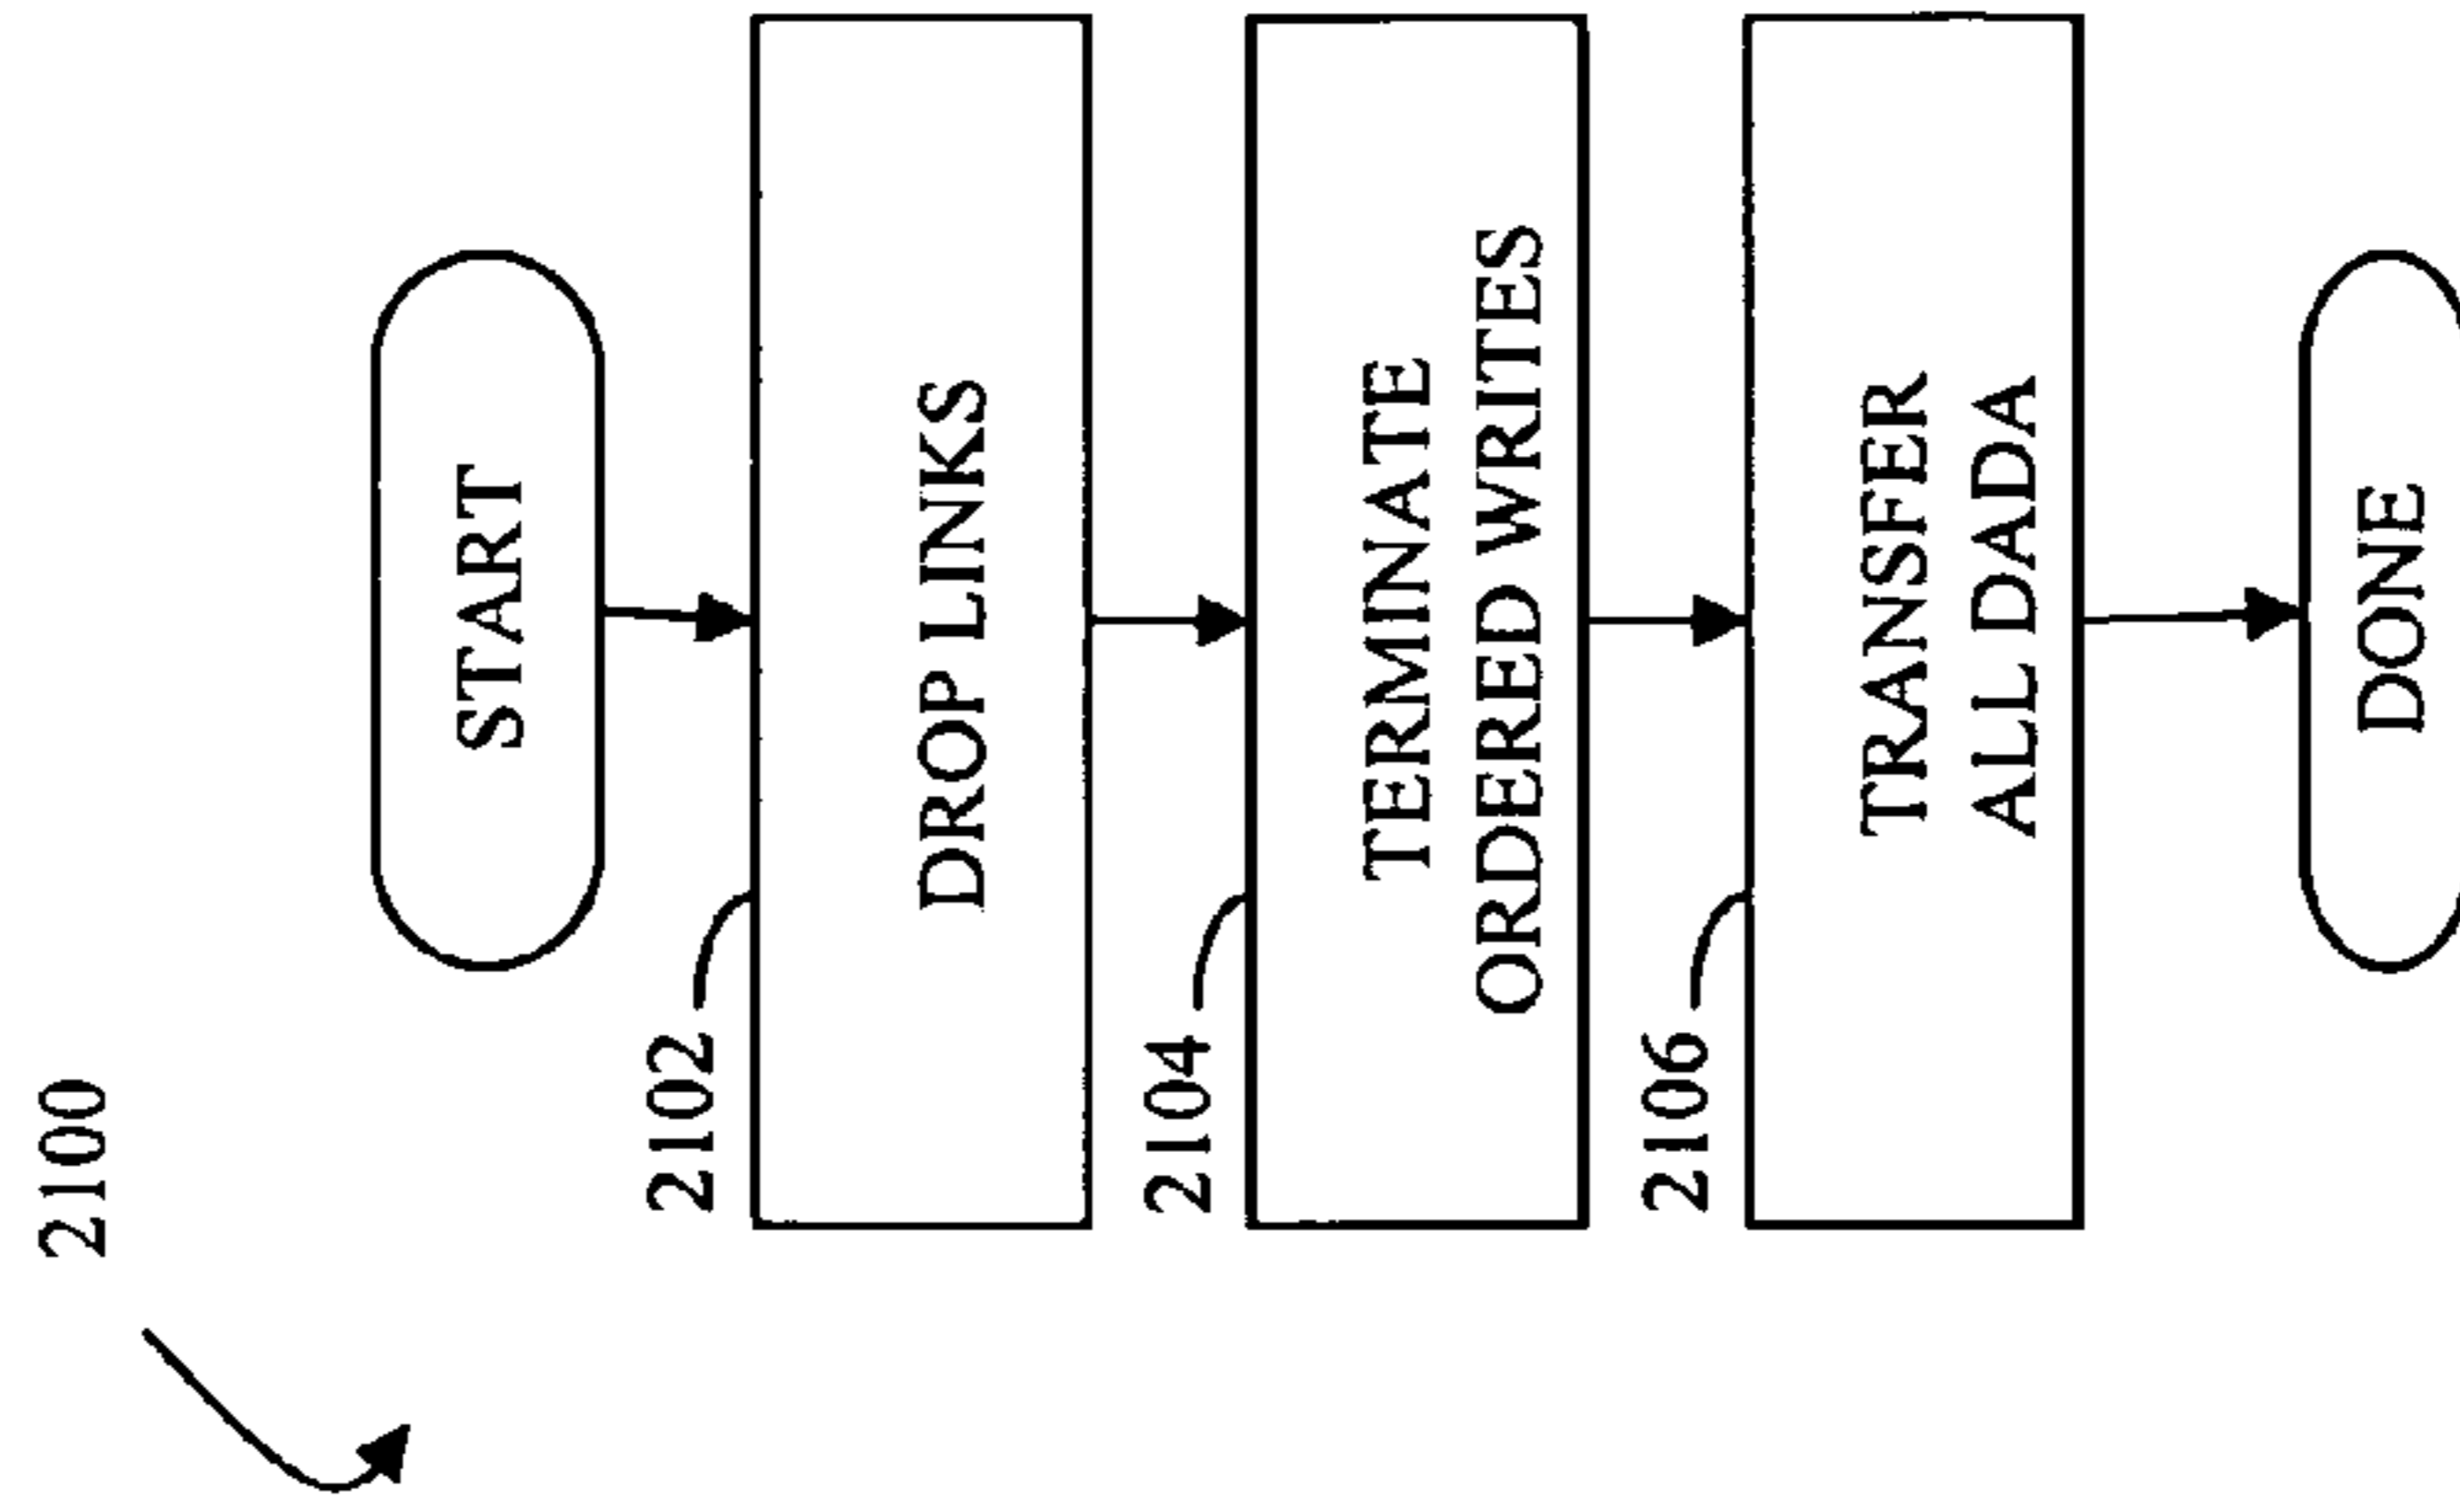 2100
START
2102
DROP LINKS
2104
TERMINATE
ORDERED WRITES
2106
TRANSFER
ALL DADA
DONE